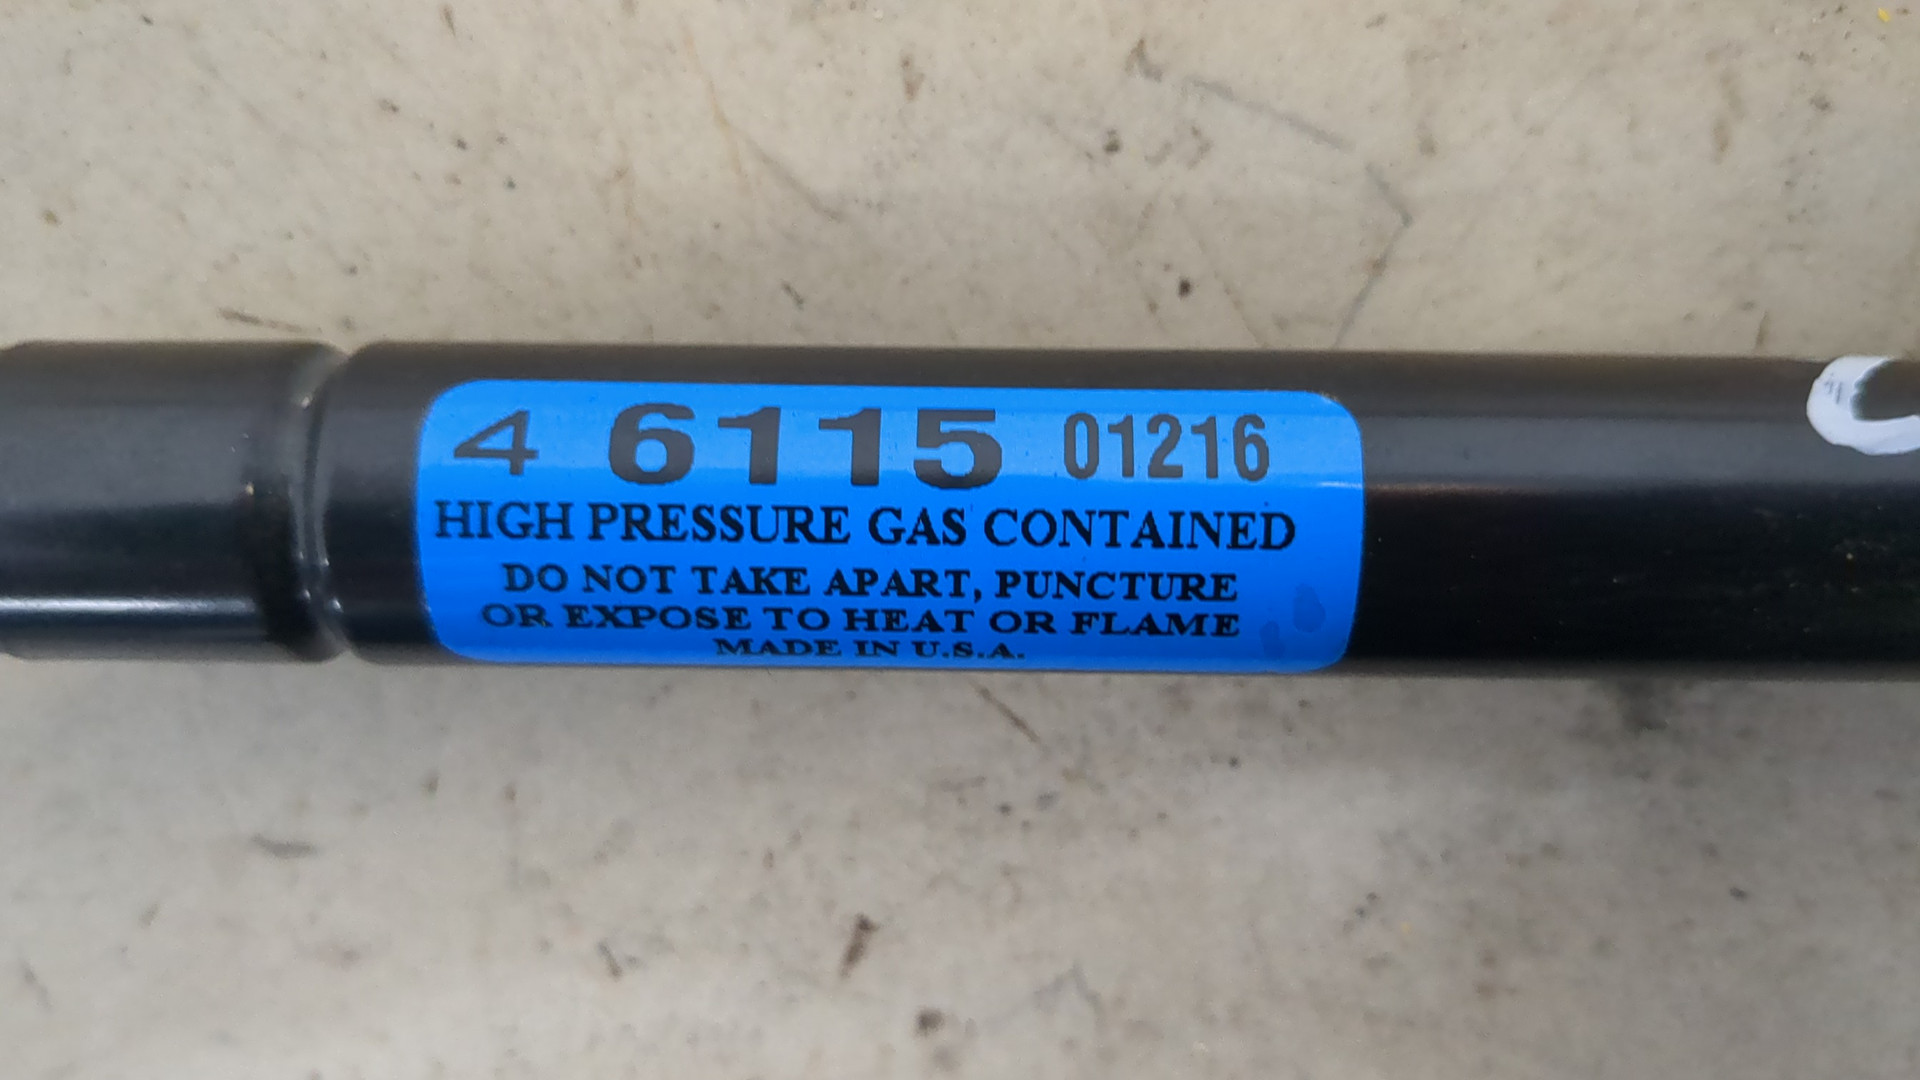 4 6115 01216
HIGH PRESSURE GAS CONTAINED
DO NOT TAKE APART, PUNCTURE
OR EXPOSE TO HEAT OR FLAME
MADE IN U.S.A.